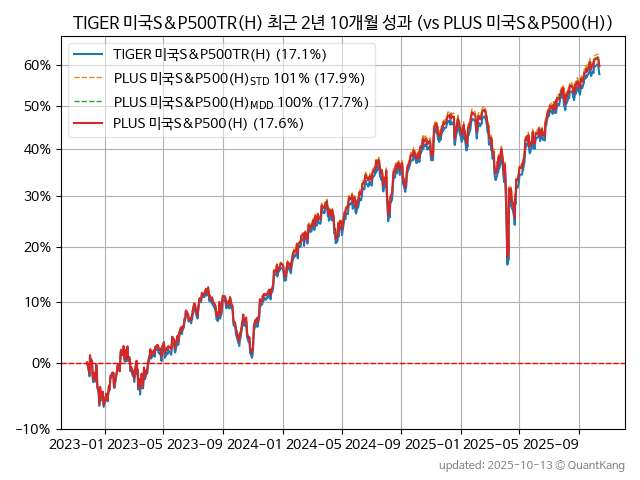 TIGER 미국S&P500TR(H) 최근 2년 10개월 성과 (vs PLUS 미국S&P500(H))
TIGER 미국S&P500TR(H) (17.1%)
PLUS 미국S&P500(H)STD 101% (17.9%)
PLUS 미국S&P500(H)MDD 100% (17.7%)
PLUS 미국S&P500(H) (17.6%)
60%
50%
40%
30%
20%
10%
0%
-10%
2023-01 2023-05 2023-09 2024-01 2024-05 2024-09 2025-01 2025-05 2025-09
updated: 2025-10-13 © QuantKang